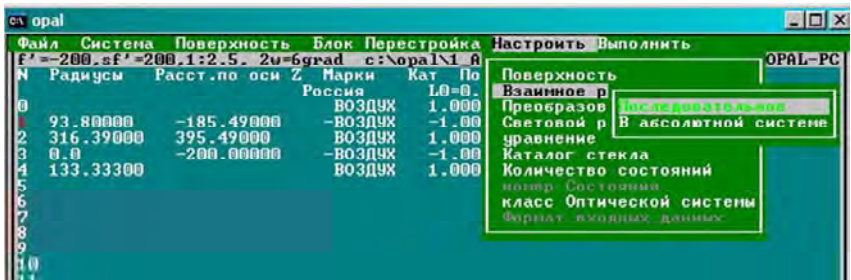 opal
Файл Система Поверхность Блок Перестройка Настроить Выполнить
f'=-200.sf'=200.1:2.5. 2w=6grad c:\opal\1_A OPAL-PC
N Радиусы Расст.по оси Z Марки Кат По
Россия L0=0.
0 ВОЗДУХ 1.000
1 93.80000 -185.49000 -ВОЗДУХ -1.00
2 316.39000 395.49000 ВОЗДУХ 1.000
3 0.0 -200.00000 -ВОЗДУХ -1.00
4 133.33300 ВОЗДУХ 1.000
5
6
7
8
9
10
Поверхность
Взаимное р
Преобразов
Световой р
уравнение
Каталог стекла
Количество состояний
номер Состояния
класс Оптической системы
Формат входных данных
Последовательное
В абсолютной системе